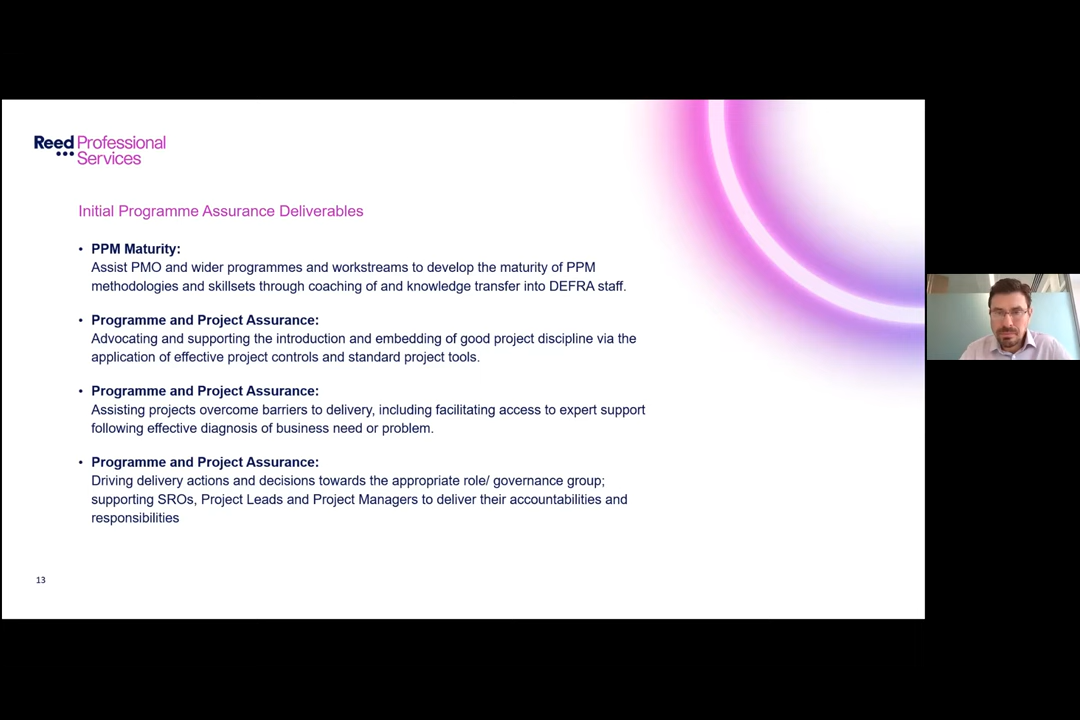 Reed Professional
Services
Initial Programme Assurance Deliverables
• PPM Maturity:
Assist PMO and wider programmes and workstreams to develop the maturity of PPM
methodologies and skillsets through coaching of and knowledge transfer into DEFRA staff.
• Programme and Project Assurance:
Advocating and supporting the introduction and embedding of good project discipline via the
application of effective project controls and standard project tools.
• Programme and Project Assurance:
Assisting projects overcome barriers to delivery, including facilitating access to expert support
following effective diagnosis of business need or problem.
• Programme and Project Assurance:
Driving delivery actions and decisions towards the appropriate role/ governance group;
supporting SROs, Project Leads and Project Managers to deliver their accountabilities and
responsibilities
13